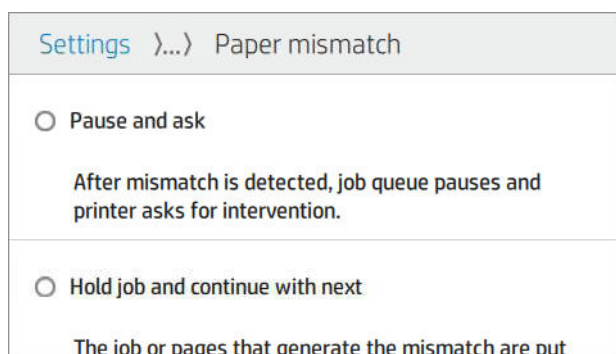 Settings ⟩...⟩ Paper mismatch
Pause and ask
After mismatch is detected, job queue pauses and
printer asks for intervention.
Hold job and continue with next
The job or pages that generate the mismatch are put